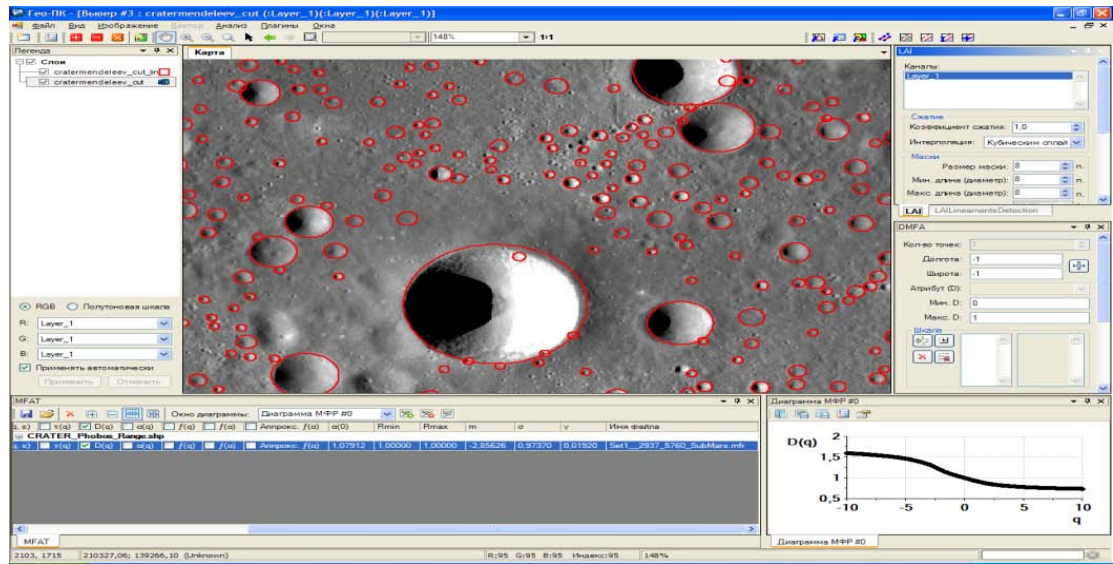 Гео-ПК - [Вьюер #3 : cratermendeleev_cut (:Layer_1)(:Layer_1)(:Layer_1)]
Файл Вид Изображение Вектор Анализ Плагины Окна
148% 1:1
Легенда
Слои
cratermendeleev_cut_lin
cratermendeleev_cut
RGB Полутоновая шкала
R: Layer_1
G: Layer_1
B: Layer_1
Применять автоматически
Применить Отменить
Карта
LAI
Каналы:
Layer_1
Сжатие
Коэффициент сжатия: 1,0
Интерполяция: Кубическим сплай
Маски
Размер маски: 8 п.
Мин. длина (диаметр): 8 п.
Макс. длина (диаметр): 8 п.
LAI LAILineamentsDetection
DMFA
Кол-во точек:
Долгота: -1
Широта: -1
Атрибут (D):
Мин. D: 0
Макс. D: 1
Шкала
MFAT
Окно диаграммы: Диаграмма МФР #0
τ(q) D(q) α(q) f(q) f(α) Аппрокс. f(α) α(0) Rmin Rmax m σ γ Имя файла
CRATER_Phobos_Range.shp
τ(q) D(q) α(q) f(q) f(α) Аппрокс. f(α) 1,07912 1,00000 1,00000 -2,85626 0,97370 0,01920 Set1__2937_5760_SubMars.mfr
MFAT
Диаграмма МФР #0
D(q)
2
1,5
1
0,5
-10 -5 0 5 10
q
Диаграмма МФР #0
2103, 1715 210327,06; 139266,10 (Unknown) R:95 G:95 B:95 Индекс:95 148%